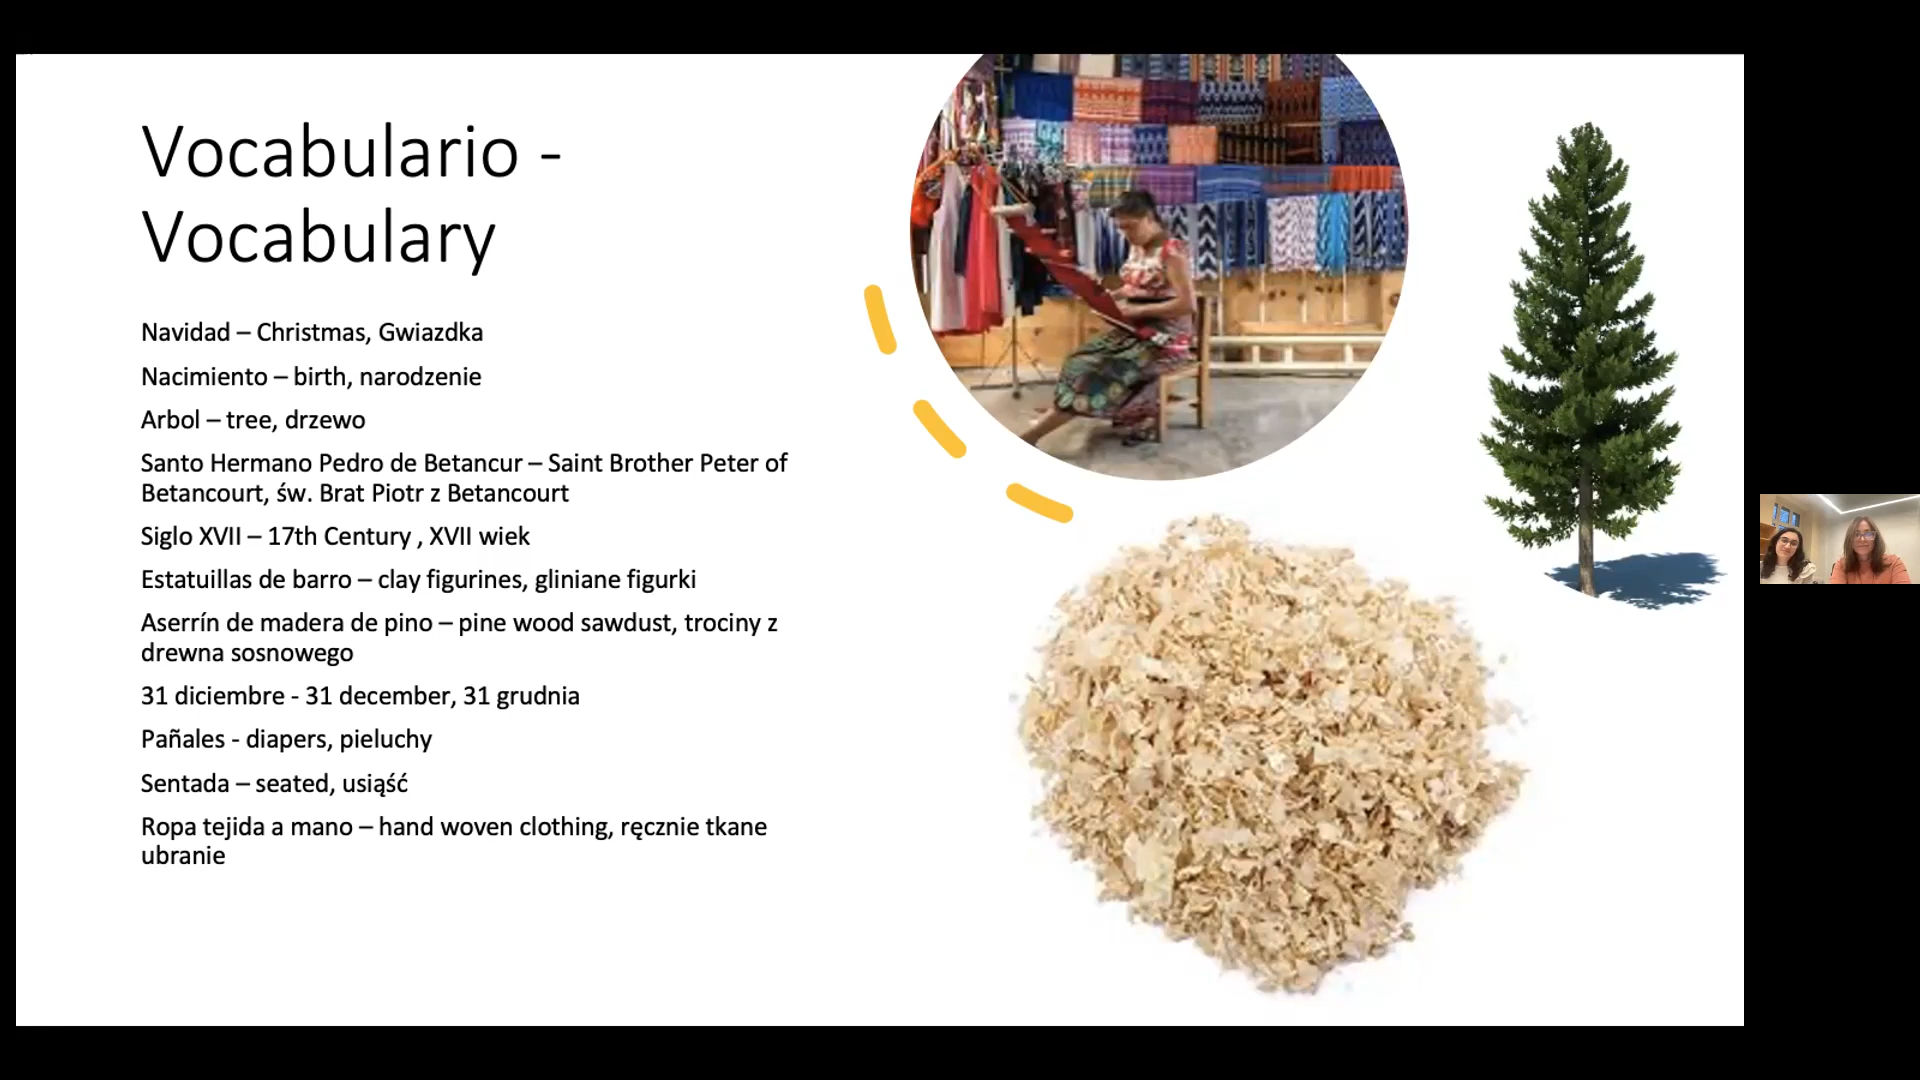 Vocabulario -
Vocabulary
Navidad – Christmas, Gwiazdka
Nacimiento – birth, narodzenie
Arbol – tree, drzewo
Santo Hermano Pedro de Betancur – Saint Brother Peter of
Betancourt, św. Brat Piotr z Betancourt
Siglo XVII – 17th Century , XVII wiek
Estatuillas de barro – clay figurines, gliniane figurki
Aserrín de madera de pino – pine wood sawdust, trociny z
drewna sosnowego
31 diciembre - 31 december, 31 grudnia
Pañales - diapers, pieluchy
Sentada – seated, usiąść
Ropa tejida a mano – hand woven clothing, ręcznie tkane
ubranie